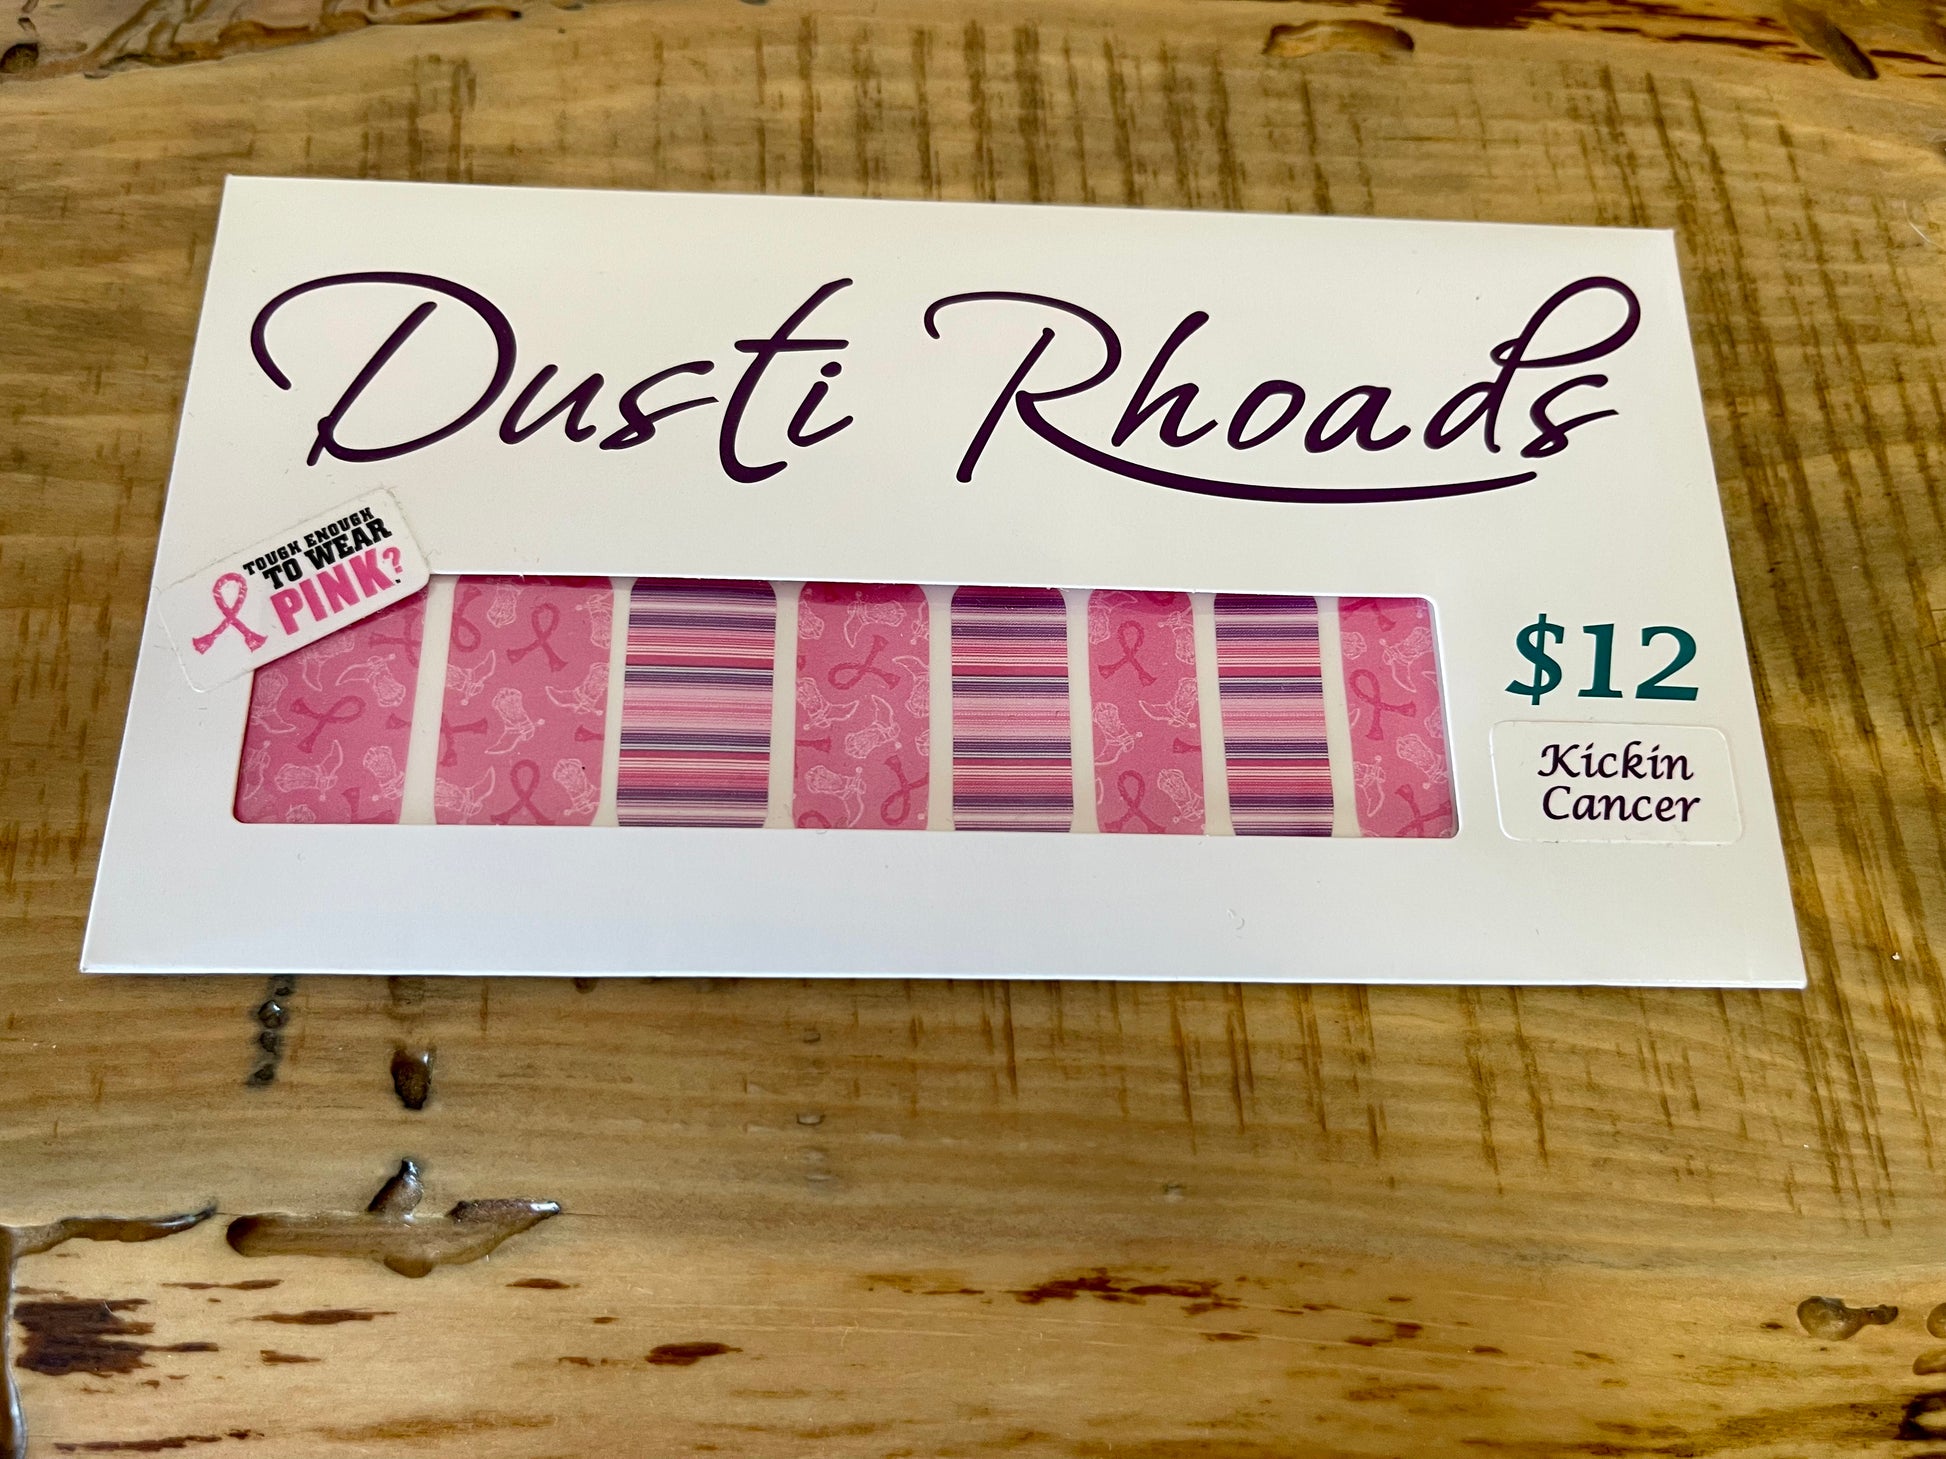 Dusti Rhoads
TOUGH ENOUGH
TO WEAR
PINK?
$12
Kickin
Cancer